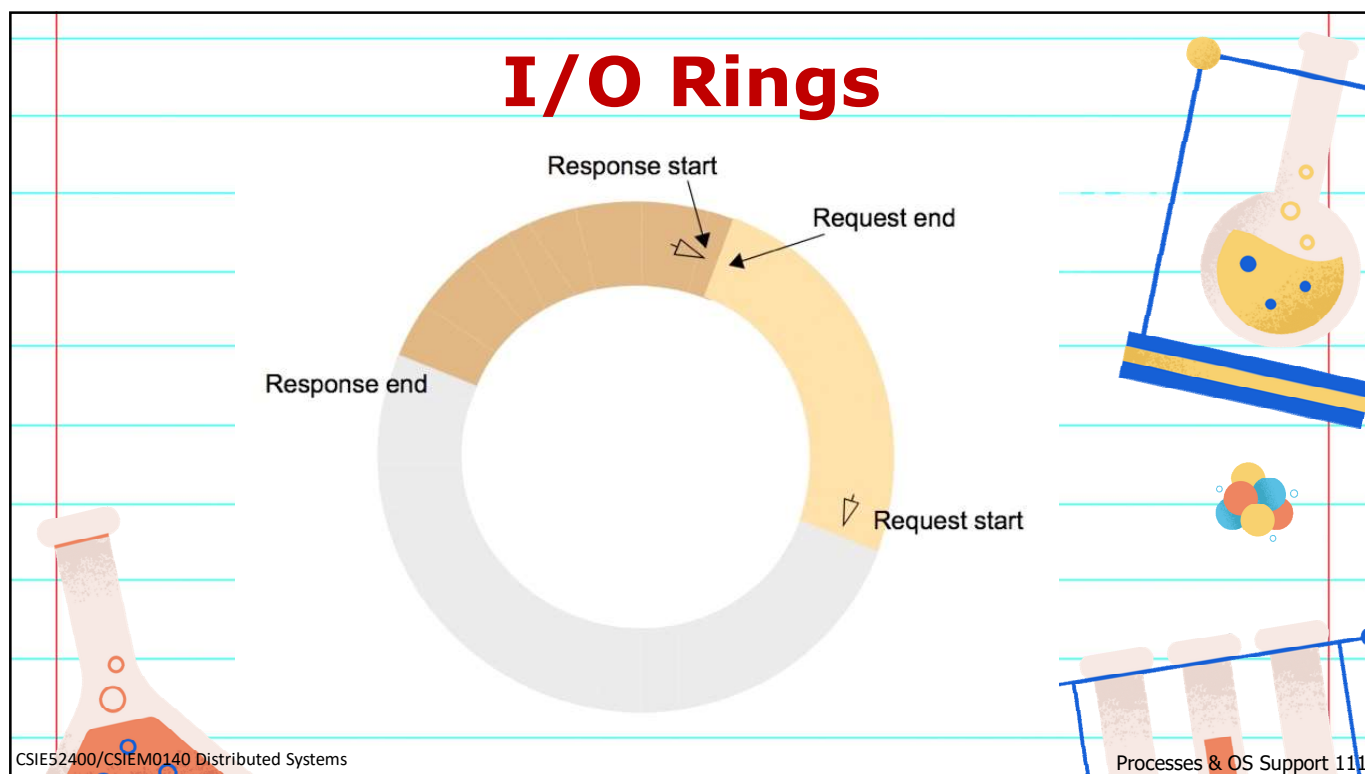 I/O Rings
Response start
Request end
Response end
Request start
CSIE52400/CSIEM0140 Distributed Systems
Processes & OS Support 111